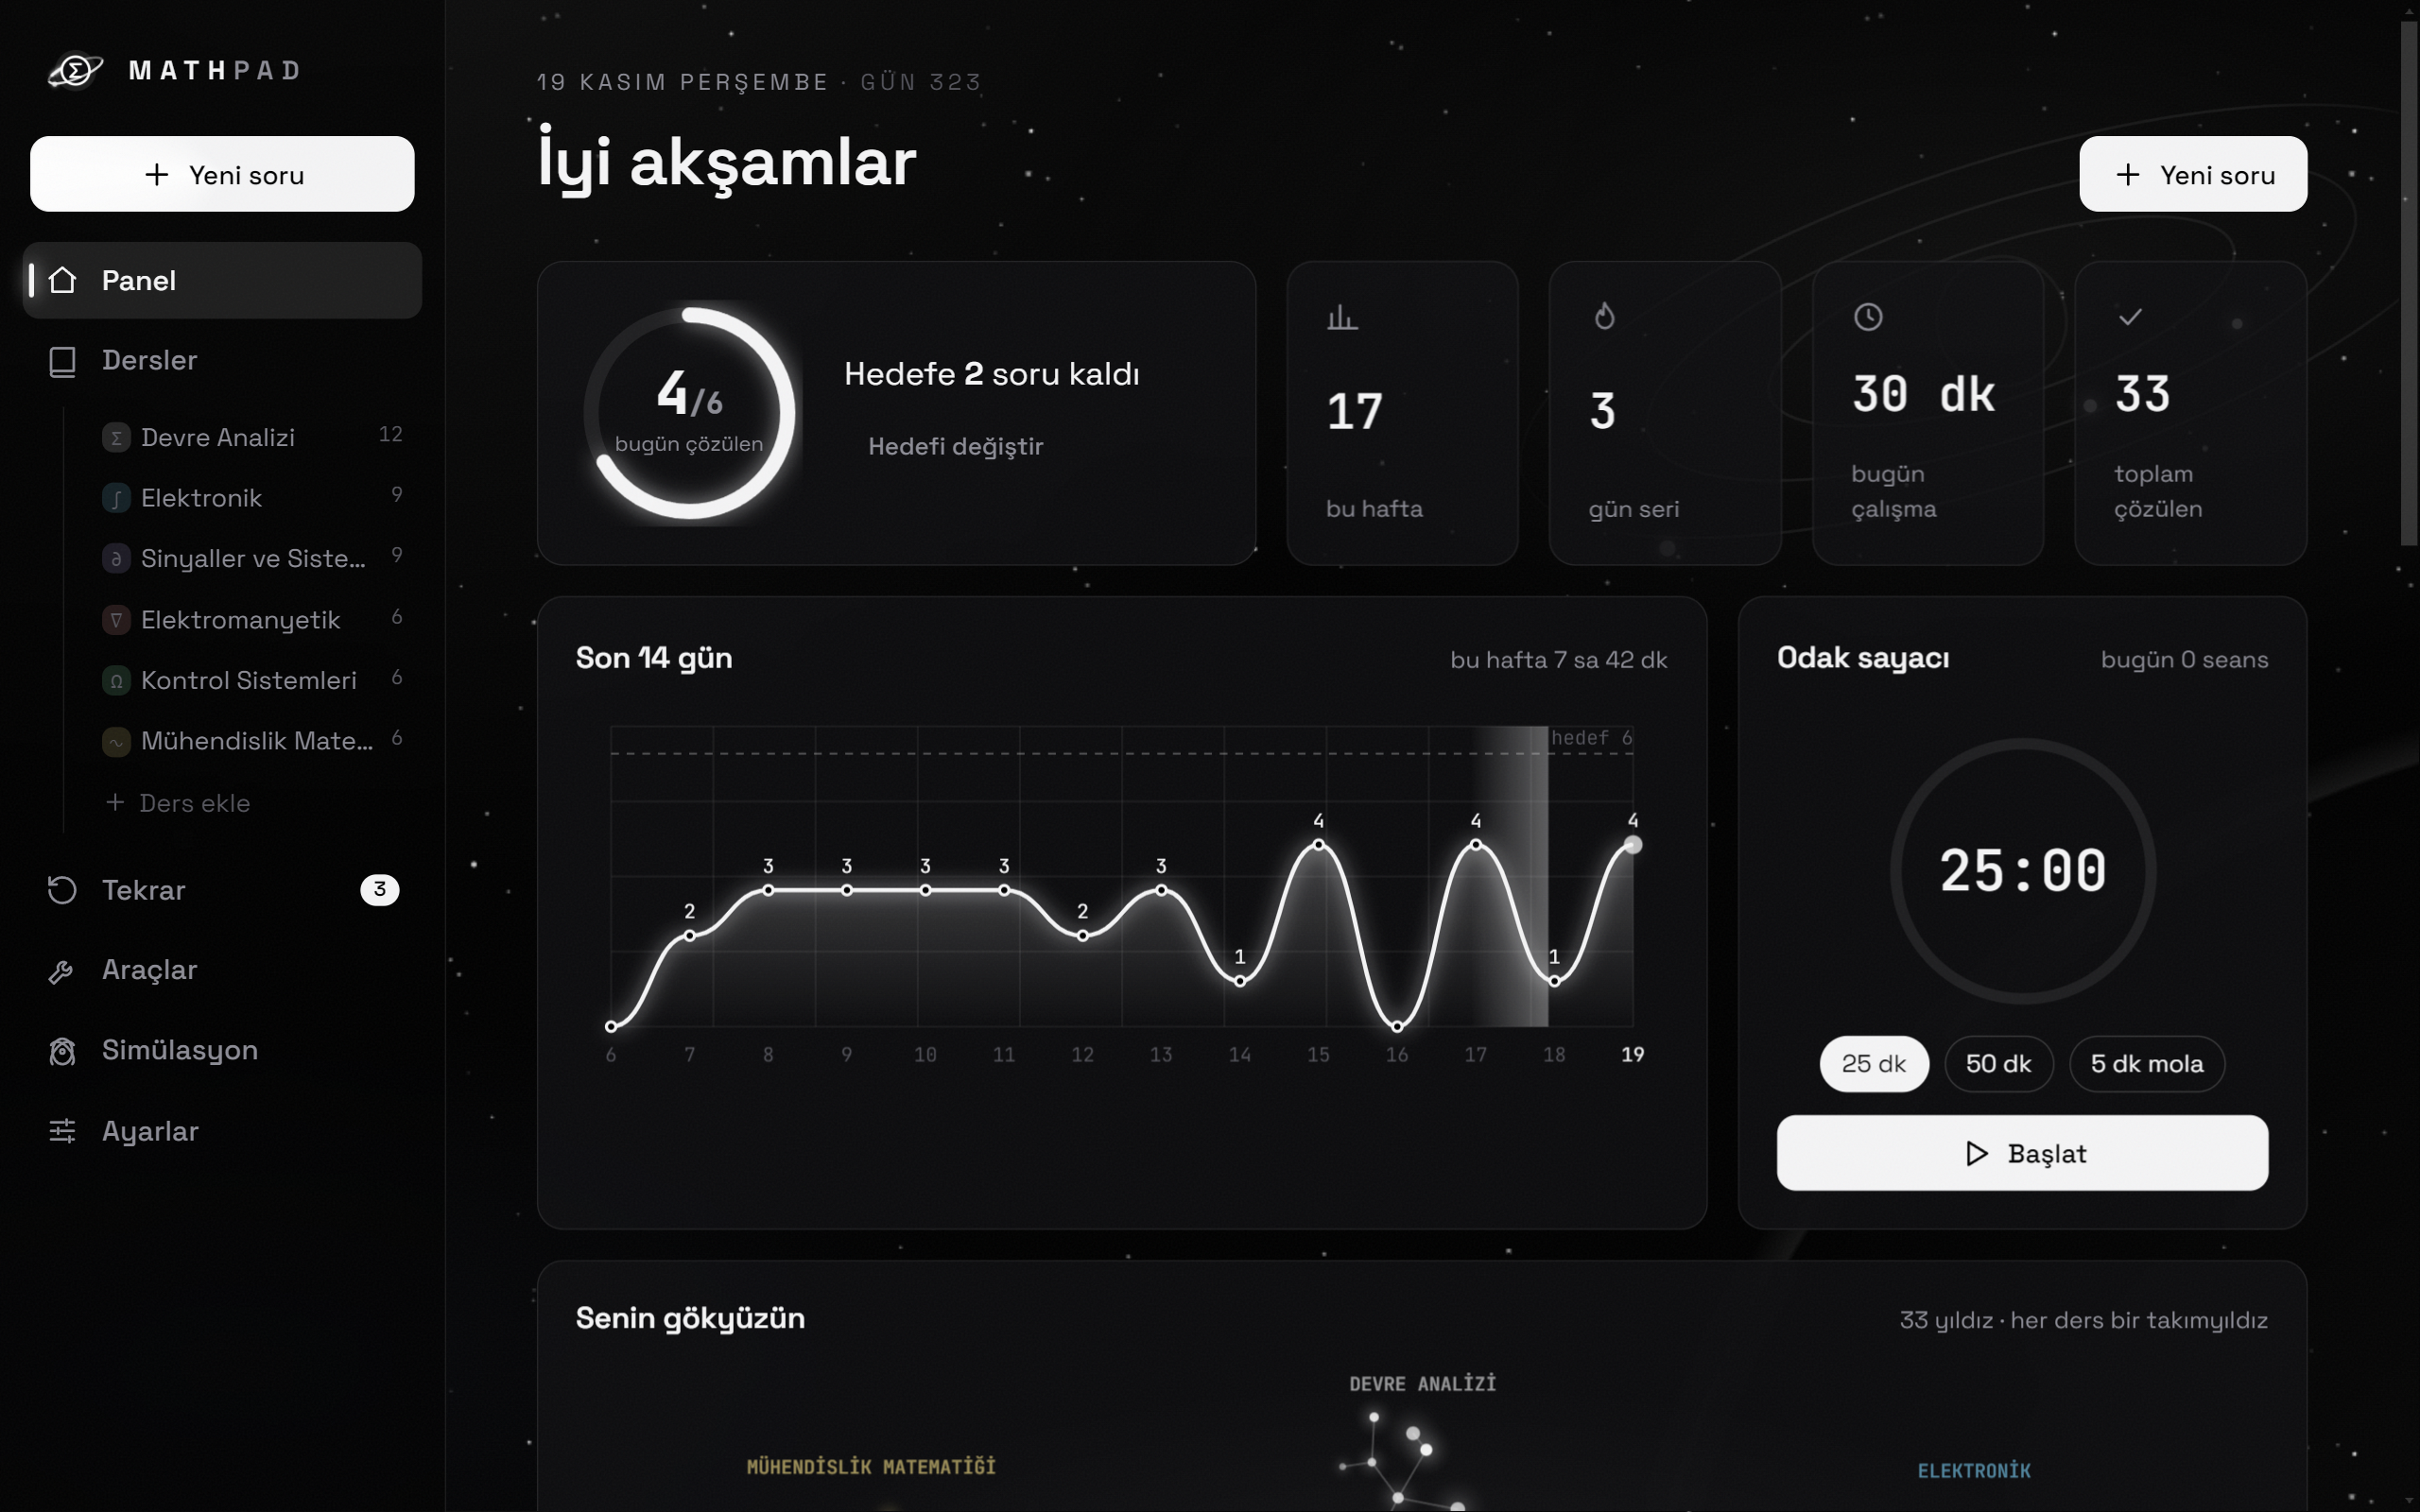 MATHPAD
Yeni soru
Panel
Dersler
Σ Devre Analizi 12
∫ Elektronik 9
∂ Sinyaller ve Siste... 9
∇ Elektromanyetik 6
Ω Kontrol Sistemleri 6
~ Mühendislik Mate... 6
+ Ders ekle
Tekrar 3
Araçlar
Simülasyon
Ayarlar
19 KASIM PERŞEMBE · GÜN 323
İyi akşamlar
Yeni soru
4/6
bugün çözülen
Hedefe 2 soru kaldı
Hedefi değiştir
17
bu hafta
3
gün seri
30 dk
bugün
çalışma
33
toplam
çözülen
Son 14 gün
bu hafta 7 sa 42 dk
hedef 6
2 3 3 3 3 2 3 1 4 4 1 4
6 7 8 9 10 11 12 13 14 15 16 17 18 19
Odak sayacı
bugün 0 seans
25:00
25 dk
50 dk
5 dk mola
Başlat
Senin gökyüzün
33 yıldız · her ders bir takımyıldız
DEVRE ANALİZİ
MÜHENDİSLİK MATEMATİĞİ
ELEKTRONİK